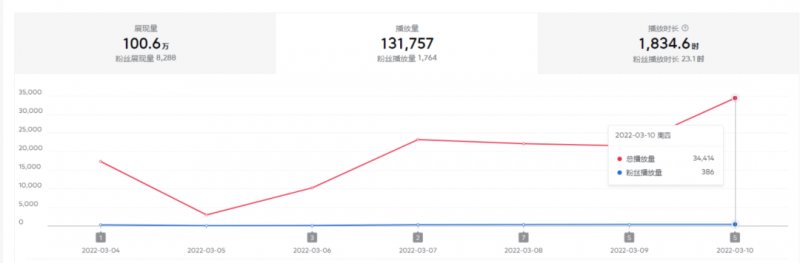 展现量 播放量 播放时长
100.6万 131,757 1,834.6时
粉丝展现量 8,288 粉丝播放量 1,764 粉丝播放时长 23.1时
35,000
30,000
25,000
20,000
15,000
10,000
5,000
0
2022-03-10 周四
总播放量 34,414
粉丝播放量 386
1 3 2 7 5 5
2022-03-04 2022-03-05 2022-03-06 2022-03-07 2022-03-08 2022-03-09 2022-03-10